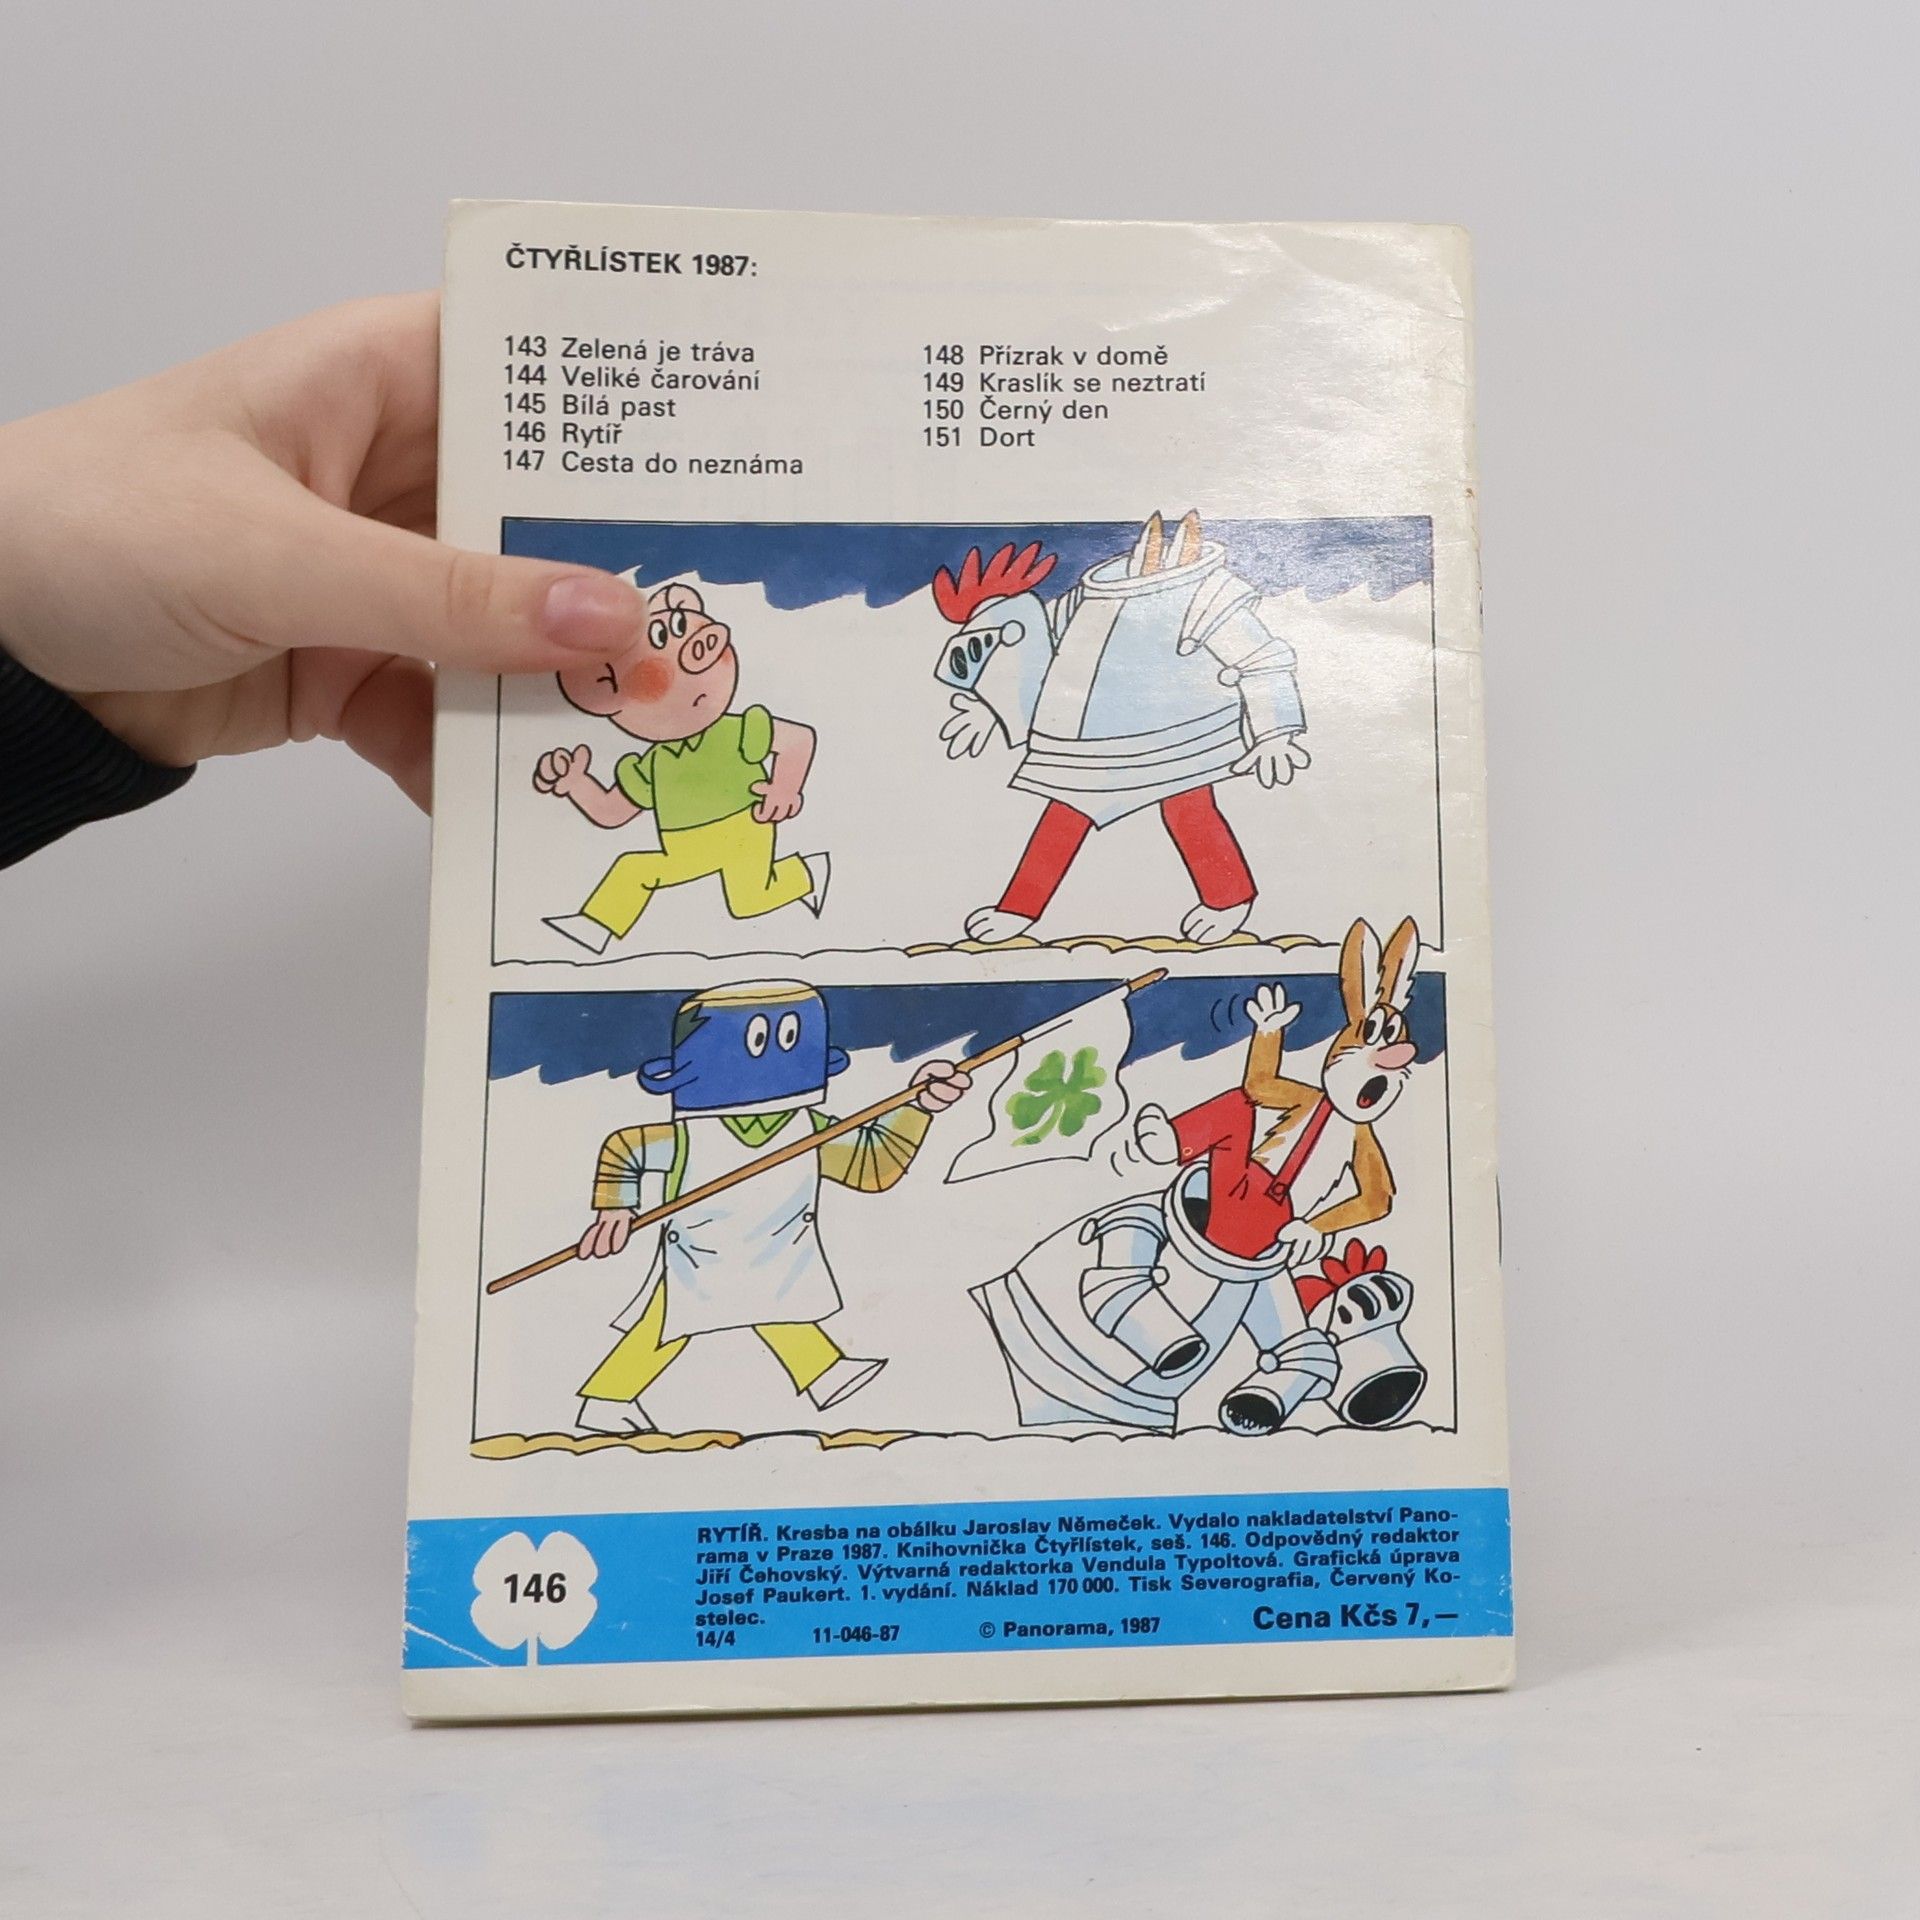 ČTYŘLÍSTEK 1987:
143 Zelená je tráva
144 Veliké čarování
145 Bílá past
146 Rytíř
147 Cesta do neznáma
148 Přízrak v domě
149 Kraslík se neztratí
150 Černý den
151 Dort
146
RYTÍŘ. Kresba na obálku Jaroslav Němeček. Vydalo nakladatelství Pano-
rama v Praze 1987. Knihovnička Čtyřlístek, seš. 146. Odpovědný redaktor
Jiří Čehovský. Výtvarná redaktorka Vendula Typoltová. Grafická úprava
Josef Paukert. 1. vydání. Náklad 170 000. Tisk Severografia, Červený Ko-
stelec.
14/4 11-046-87 © Panorama, 1987 Cena Kčs 7,—